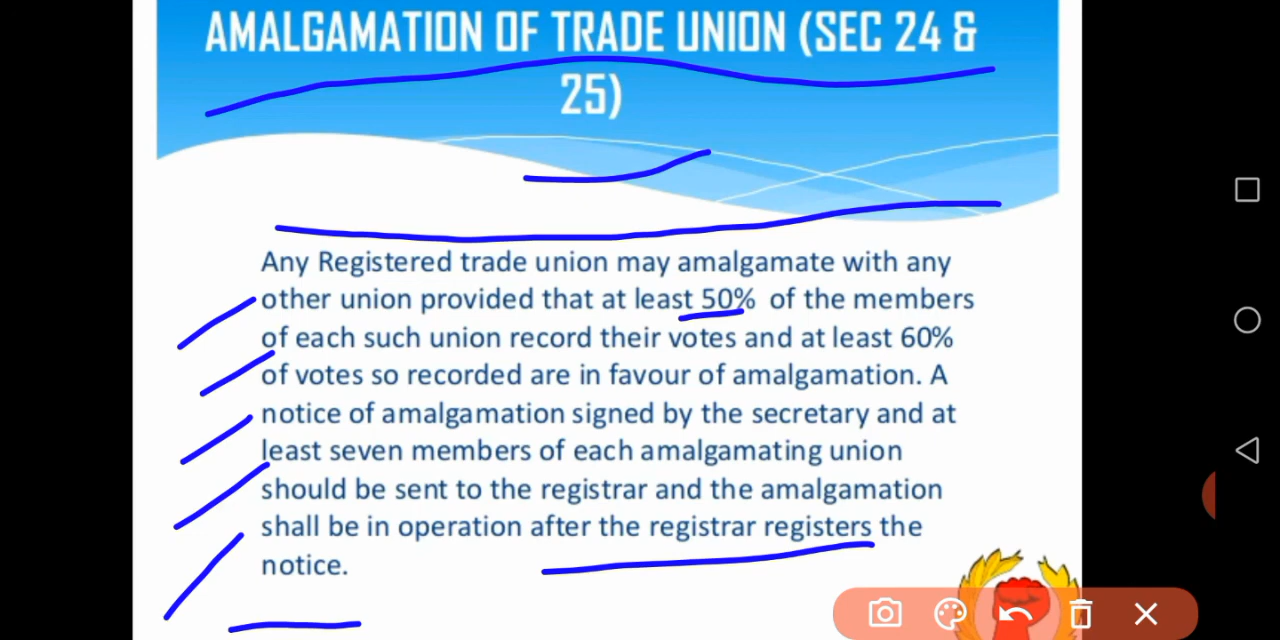 AMALGAMATION OF TRADE UNION (SEC 24 &
25)
Any Registered trade union may amalgamate with any
other union provided that at least 50% of the members
of each such union record their votes and at least 60%
of votes so recorded are in favour of amalgamation. A
notice of amalgamation signed by the secretary and at
least seven members of each amalgamating union
should be sent to the registrar and the amalgamation
shall be in operation after the registrar registers the
notice.